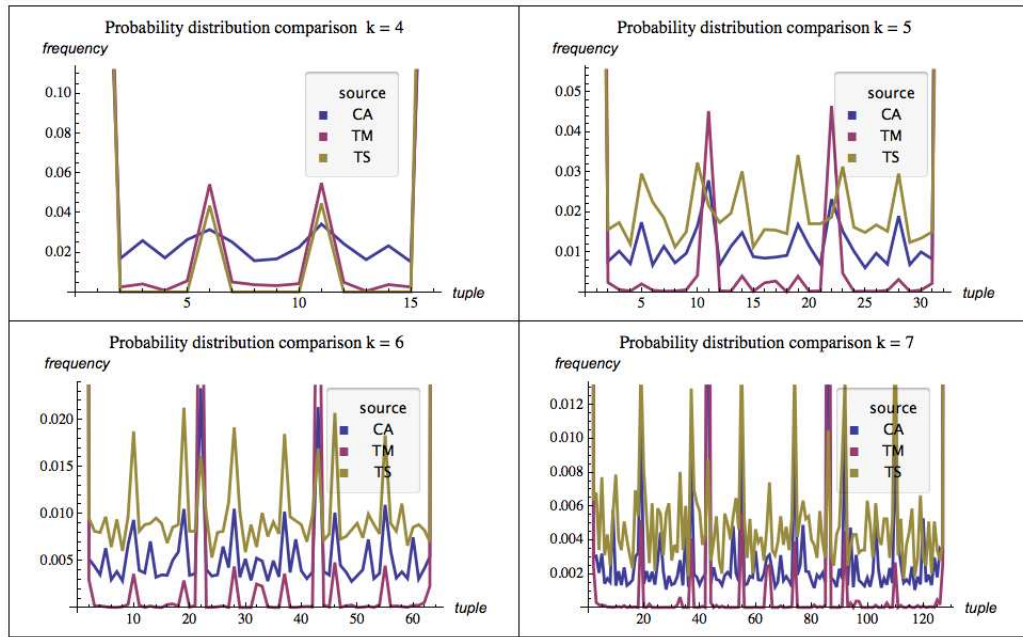 Probability distribution comparison k = 4
frequency
0.10
0.08
0.06
0.04
0.02
5 10 15
tuple
source
CA
TM
TS
Probability distribution comparison k = 5
frequency
0.05
0.04
0.03
0.02
0.01
5 10 15 20 25 30
tuple
source
CA
TM
TS
Probability distribution comparison k = 6
frequency
0.020
0.015
0.010
0.005
10 20 30 40 50 60
tuple
source
CA
TM
TS
Probability distribution comparison k = 7
frequency
0.012
0.010
0.008
0.006
0.004
0.002
20 40 60 80 100 120
tuple
source
CA
TM
TS